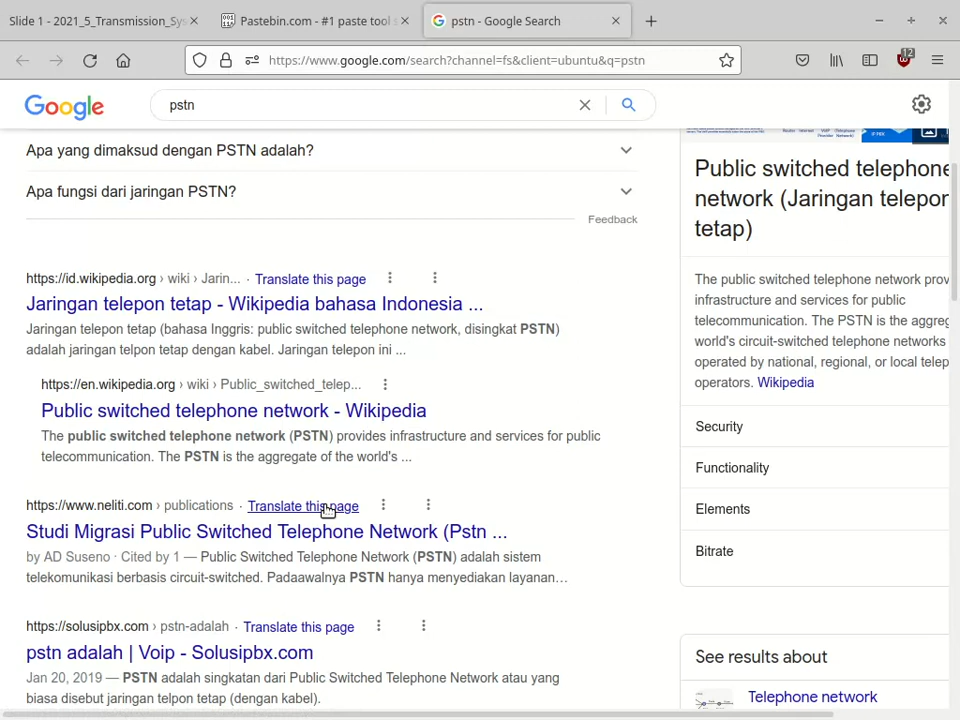 Slide 1 - 2021_5_Transmission_Sys
Pastebin.com - #1 paste tool s
pstn - Google Search
https://www.google.com/search?channel=fs&client=ubuntu&q=pstn
12
Google
pstn
Apa yang dimaksud dengan PSTN adalah?
Apa fungsi dari jaringan PSTN?
Feedback
https://id.wikipedia.org › wiki › Jarin... · Translate this page
Jaringan telepon tetap - Wikipedia bahasa Indonesia ...
Jaringan telepon tetap (bahasa Inggris: public switched telephone network, disingkat PSTN)
adalah jaringan telpon tetap dengan kabel. Jaringan telepon ini ...
https://en.wikipedia.org › wiki › Public_switched_telep...
Public switched telephone network - Wikipedia
The public switched telephone network (PSTN) provides infrastructure and services for public
telecommunication. The PSTN is the aggregate of the world's ...
https://www.neliti.com › publications · Translate this page
Studi Migrasi Public Switched Telephone Network (Pstn ...
by AD Suseno · Cited by 1 — Public Switched Telephone Network (PSTN) adalah sistem
telekomunikasi berbasis circuit-switched. Padaawalnya PSTN hanya menyediakan layanan…
https://solusipbx.com › pstn-adalah · Translate this page
pstn adalah | Voip - Solusipbx.com
Jan 20, 2019 — PSTN adalah singkatan dari Public Switched Telephone Network atau yang
biasa disebut jaringan telpon tetap (dengan kabel).
Public switched telephone
network (Jaringan telepon
tetap)
The public switched telephone network prov
infrastructure and services for public
telecommunication. The PSTN is the aggreg
world's circuit-switched telephone networks
operated by national, regional, or local telep
operators. Wikipedia
Security
Functionality
Elements
Bitrate
See results about
Telephone network